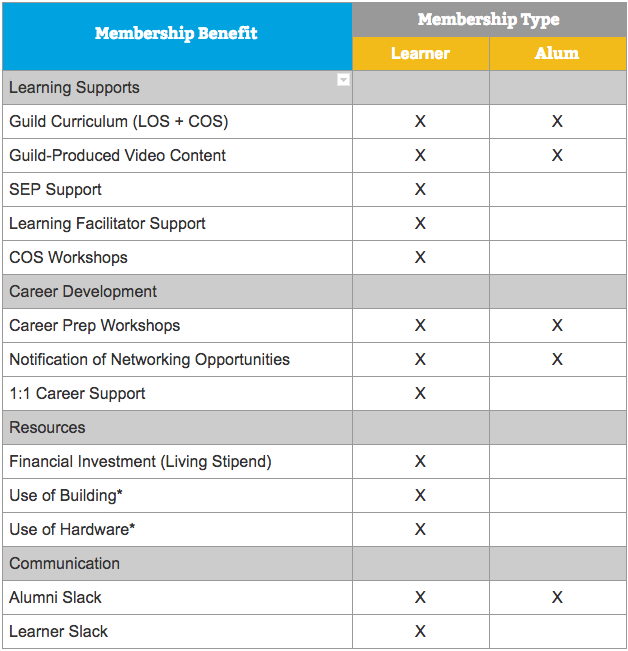 Membership Benefit
Membership Type
Learner Alum
Learning Supports
Guild Curriculum (LOS + COS) X X
Guild-Produced Video Content X X
SEP Support X
Learning Facilitator Support X
COS Workshops X
Career Development
Career Prep Workshops X X
Notification of Networking Opportunities X X
1:1 Career Support X
Resources
Financial Investment (Living Stipend) X
Use of Building* X
Use of Hardware* X
Communication
Alumni Slack X X
Learner Slack X